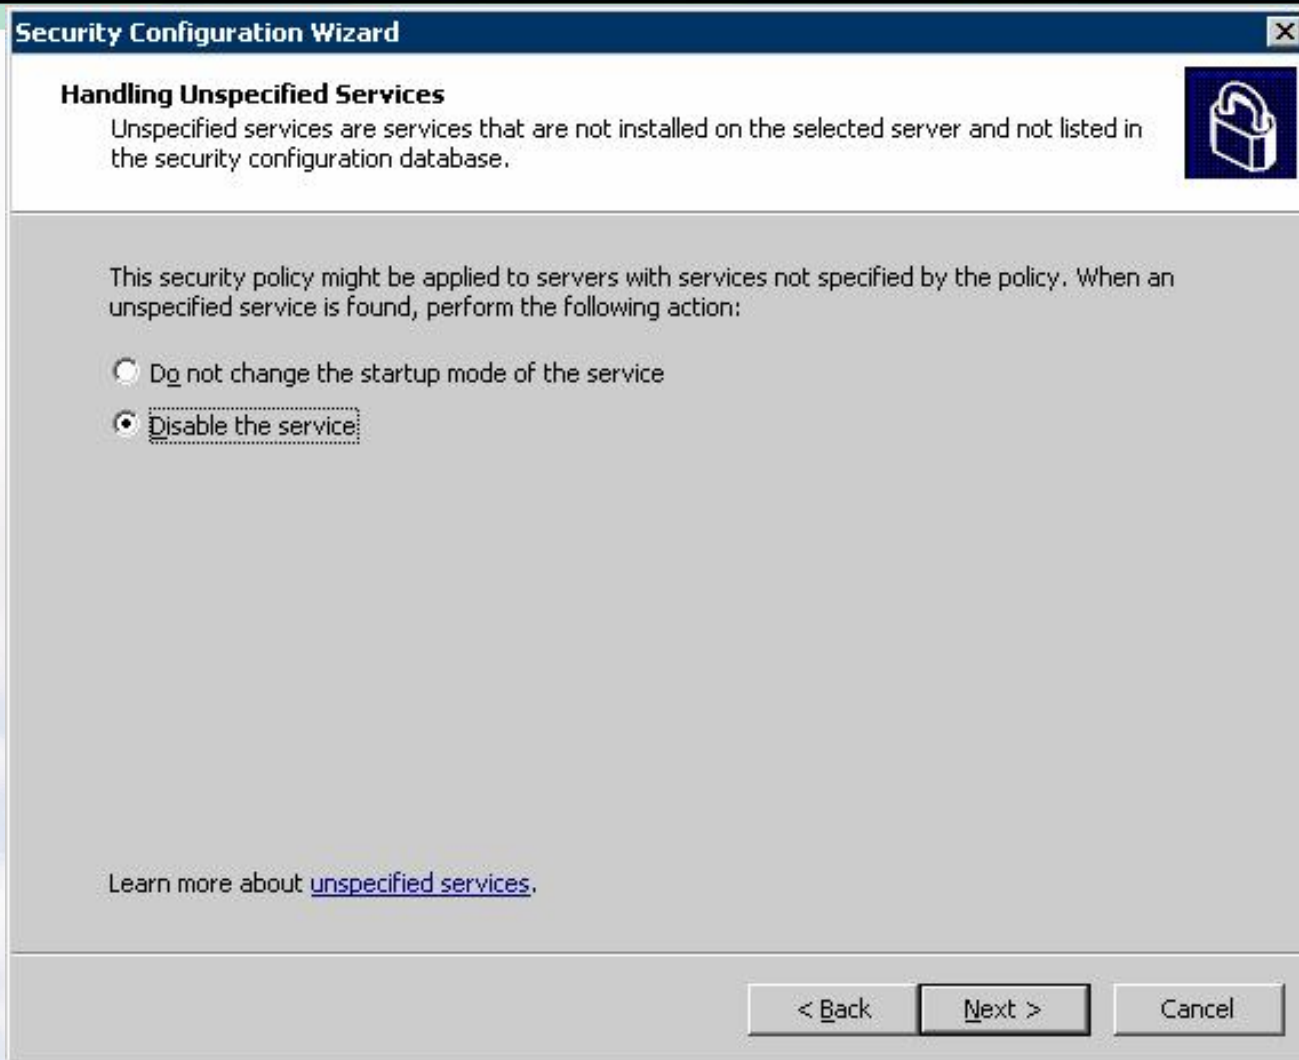 Security Configuration Wizard
Handling Unspecified Services
Unspecified services are services that are not installed on the selected server and not listed in
the security configuration database.
This security policy might be applied to servers with services not specified by the policy. When an
unspecified service is found, perform the following action:
Do not change the startup mode of the service
Disable the service
Learn more about unspecified services.
< Back Next > Cancel